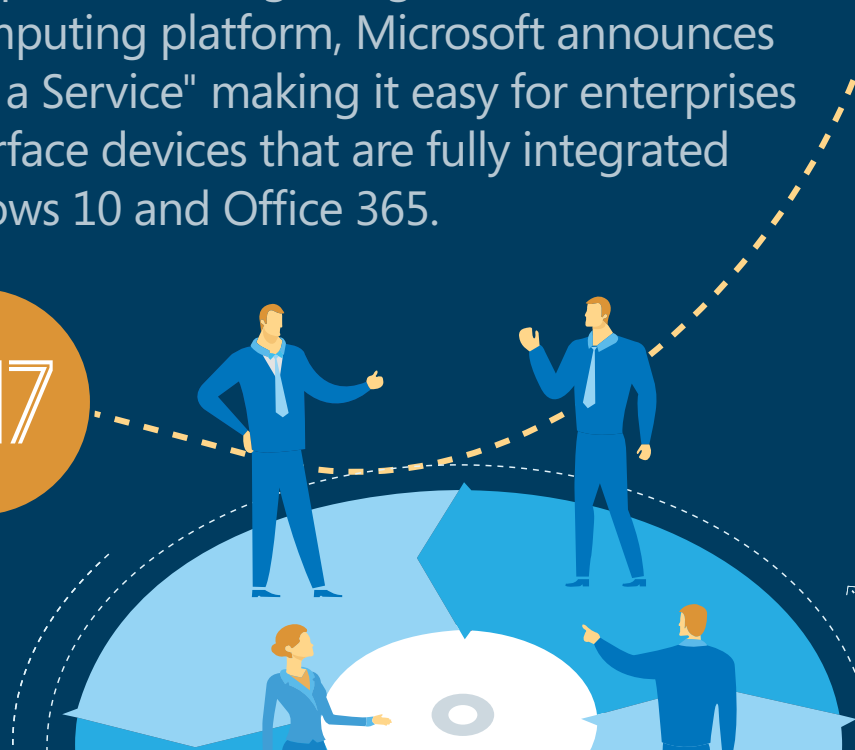 nputing platform, Microsoft announces
a Service" making it easy for enterprises
rface devices that are fully integrated
ows 10 and Office 365.
17